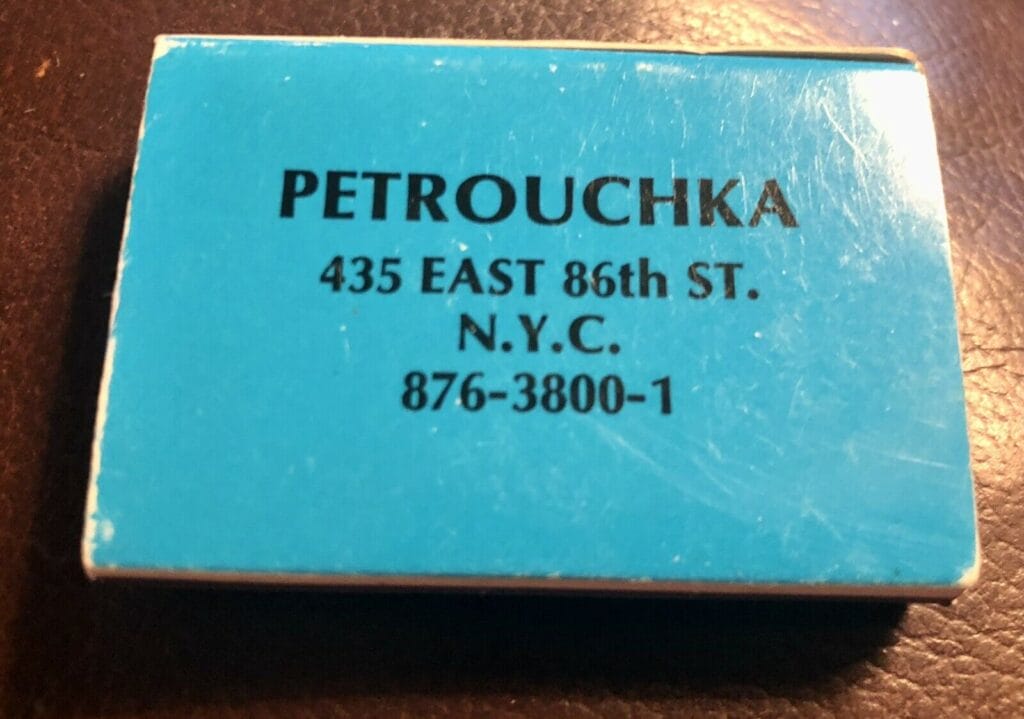 PETROUCHKA
435 EAST 86th ST.
N.Y.C.
876-3800-1